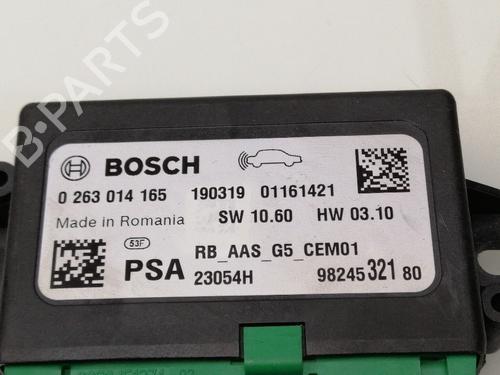 B-PARTS
BOSCH
0 263 014 165 190319 01161421
Made in Romania SW 10.60 HW 03.10
53F RB_AAS_G5_CEM01
PSA 23054H 98245 321 80